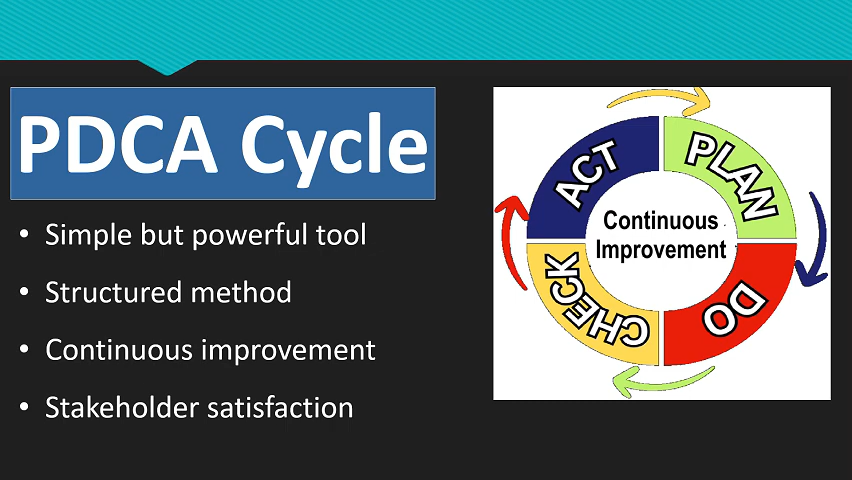 PDCA Cycle
• Simple but powerful tool
• Structured method
• Continuous improvement
• Stakeholder satisfaction
ACT
PLAN
Continuous
Improvement
CHECK
DO